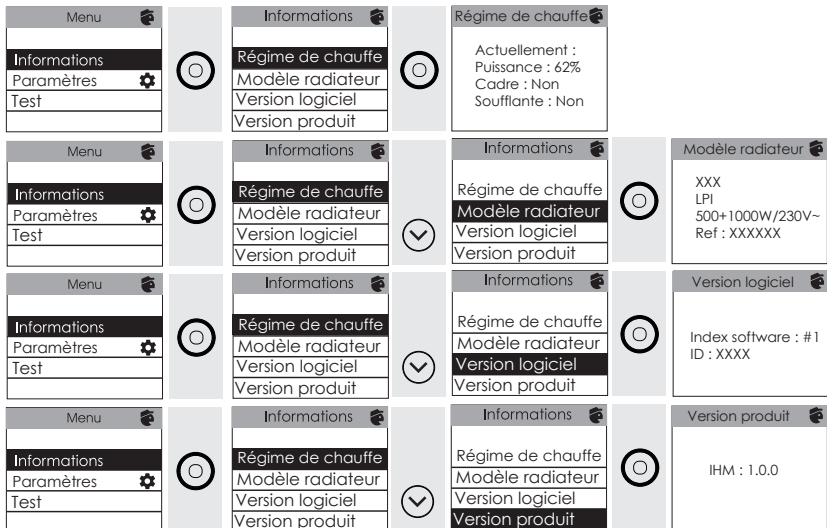 Menu
Informations
Paramètres
Test
Informations
Régime de chauffe
Modèle radiateur
Version logiciel
Version produit
Régime de chauffe
Actuellement :
Puissance : 62%
Cadre : Non
Soufflante : Non
Menu
Informations
Paramètres
Test
Informations
Régime de chauffe
Modèle radiateur
Version logiciel
Version produit
Informations
Régime de chauffe
Modèle radiateur
Version logiciel
Version produit
Modèle radiateur
XXX
LPI
500+1000W/230V~
Ref : XXXXXX
Menu
Informations
Paramètres
Test
Informations
Régime de chauffe
Modèle radiateur
Version logiciel
Version produit
Informations
Régime de chauffe
Modèle radiateur
Version logiciel
Version produit
Version logiciel
Index software : #1
ID : XXXX
Menu
Informations
Paramètres
Test
Informations
Régime de chauffe
Modèle radiateur
Version logiciel
Version produit
Informations
Régime de chauffe
Modèle radiateur
Version logiciel
Version produit
Version produit
IHM : 1.0.0